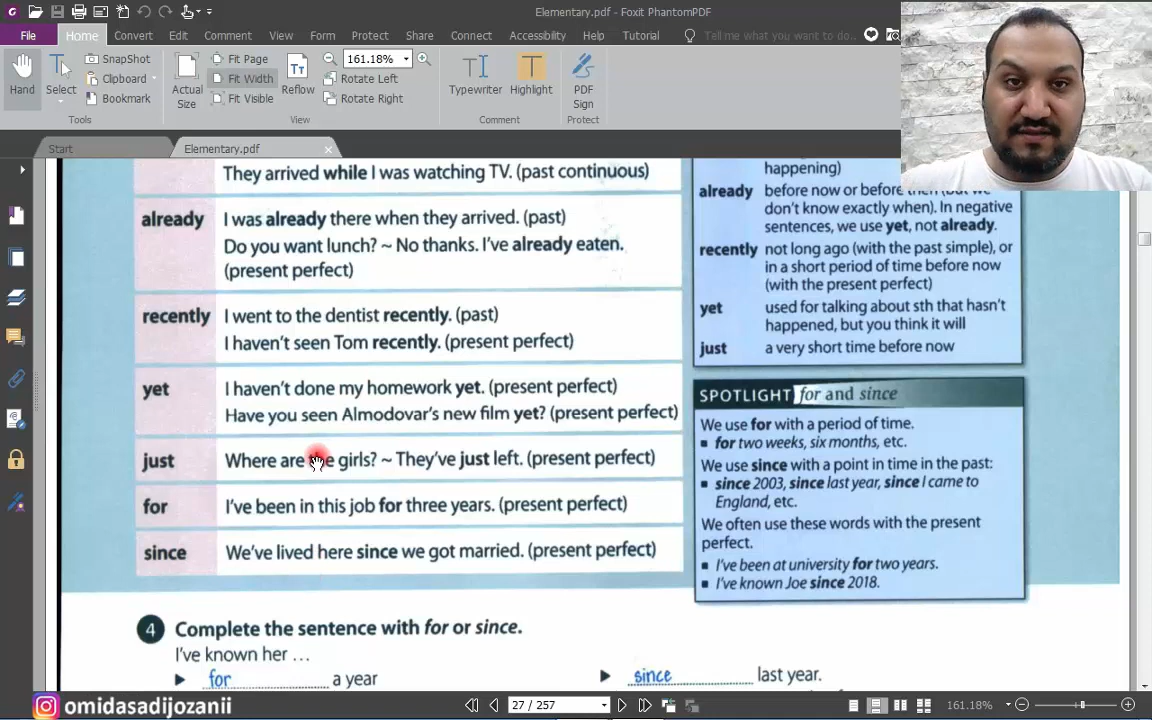 Elementary.pdf - Foxit PhantomPDF
File Home Convert Edit Comment View Form Protect Share Connect Accessibility Help Tutorial Tell me what you want to do..
Hand
Select
SnapShot
Clipboard
Bookmark
Tools
Actual
Size
Fit Page
Fit Width
Fit Visible
Reflow
161.18%
Rotate Left
Rotate Right
View
Typewriter
Highlight
Comment
PDF
Sign
Protect
Start
Elementary.pdf
They arrived while I was watching TV. (past continuous)
already
I was already there when they arrived. (past)
Do you want lunch? ~ No thanks. I've already eaten.
(present perfect)
recently
I went to the dentist recently. (past)
I haven't seen Tom recently. (present perfect)
yet
I haven't done my homework yet. (present perfect)
Have you seen Almodovar's new film yet? (present perfect)
just
Where are the girls? ~ They've just left. (present perfect)
for
I've been in this job for three years. (present perfect)
since
We've lived here since we got married. (present perfect)
happening)
already before now or before then (but we
don't know exactly when). In negative
sentences, we use yet, not already.
recently not long ago (with the past simple), or
in a short period of time before now
(with the present perfect)
yet used for talking about sth that hasn't
happened, but you think it will
just a very short time before now
SPOTLIGHT for and since
We use for with a period of time.
▪ for two weeks, six months, etc.
We use since with a point in time in the past:
▪ since 2003, since last year, since I came to
England, etc.
We often use these words with the present
perfect.
▪ I've been at university for two years.
▪ I've known Joe since 2018.
4 Complete the sentence with for or since.
I've known her ...
▶ for a year
▶ since last year.
omidasadijozanii
27 / 257
161.18%